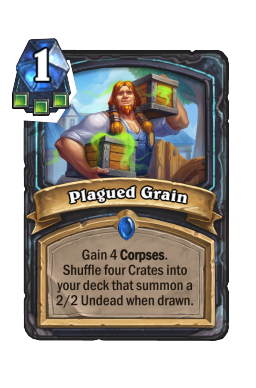 1
Plagued Grain
Gain 4 Corpses.
Shuffle four Crates into
your deck that summon a
2/2 Undead when drawn.